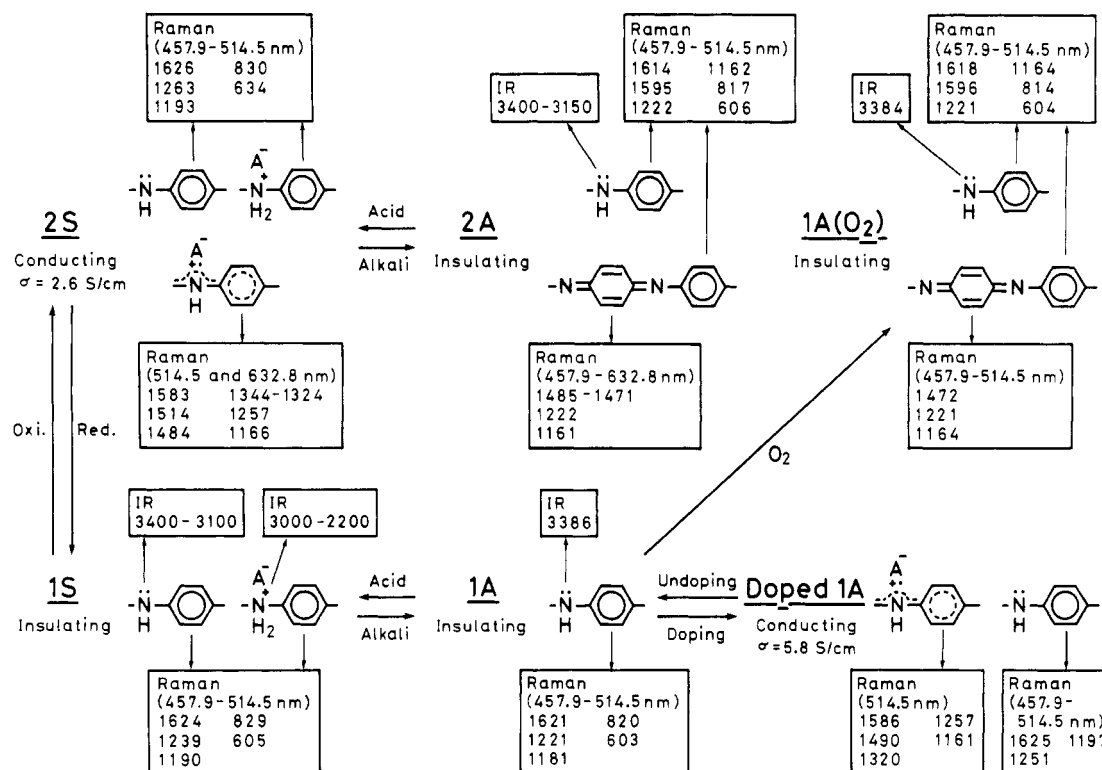 Raman
(457.9-514.5 nm)
1626 830
1263 634
1193
A⁻
-N̈-
H
-N⁺-
H2
2S
Conducting
σ = 2.6 S/cm
A⁻
N
H
Acid
Alkali
Raman
(514.5 and 632.8 nm)
1583 1344-1324
1514 1257
1484 1166
IR
3400-3150
Raman
(457.9-514.5 nm)
1614 1162
1595 817
1222 606
-N̈-
H
2A
Insulating
-N= =N-
Raman
(457.9-632.8 nm)
1485-1471
1222
1161
IR
3384
Raman
(457.9-514.5 nm)
1618 1164
1596 814
1221 604
-N̈-
H
1A(O2)
Insulating
-N= =N-
Raman
(457.9-514.5 nm)
1472
1221
1164
Oxi. Red.
O2
IR
3400-3100
IR
3000-2200
1S
Insulating
-N̈-
H
A⁻
-N⁺-
H2
Acid
Alkali
Raman
(457.9-514.5 nm)
1624 829
1239 605
1190
IR
3386
1A
Insulating
-N̈-
H
Raman
(457.9-514.5 nm)
1621 820
1221 603
1181
Undoping
Doping
Doped 1A
Conducting
σ=5.8 S/cm
A⁻
N
H
-N̈-
H
Raman
(514.5nm)
1586 1257
1490 1161
1320
Raman
(457.9-
514.5 nm)
1625
1251